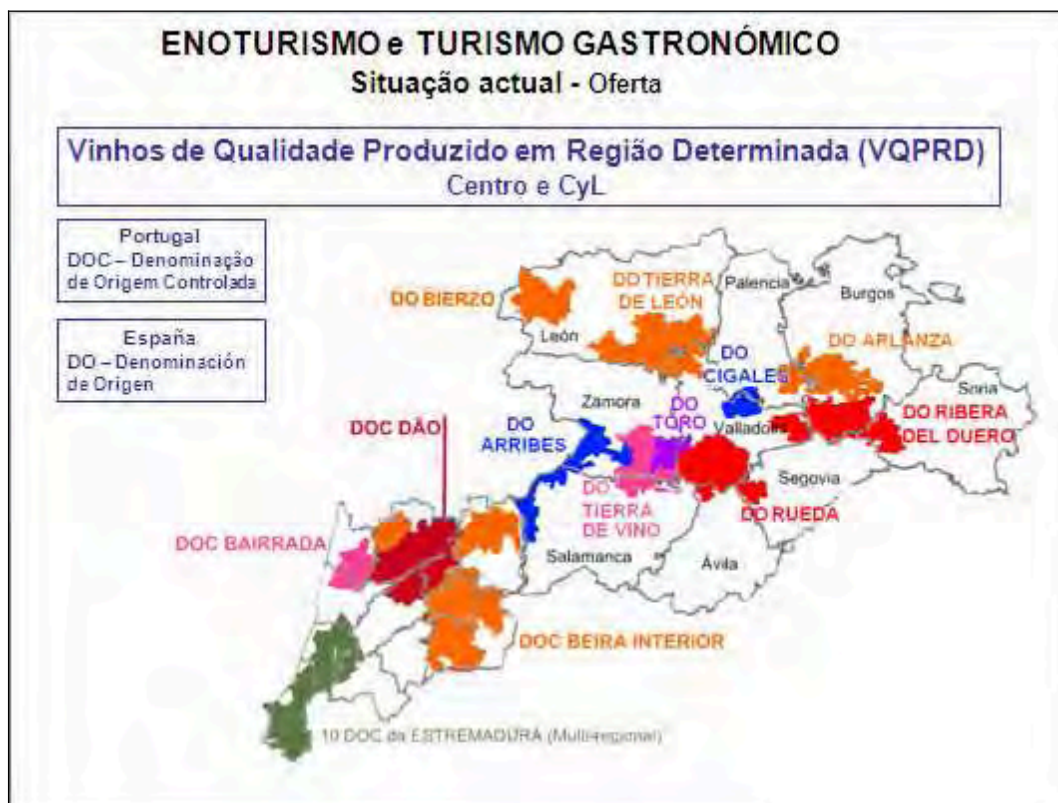 ENOTURISMO e TURISMO GASTRONÓMICO
Situação actual - Oferta
Vinhos de Qualidade Produzido em Região Determinada (VQPRD)
Centro e CyL
Portugal
DOC – Denominação
de Origem Controlada
España
DO – Denominación
de Origen
DO BIERZO
DO TIERRA
DE LEÓN
Palencia
Burgos
León
DO ARLANZA
DO
CIGALES
Soria
Zamora
DO
TORO
Valladolid
DO RIBERA
DEL DUERO
DOC DÃO
DO
ARRIBES
Segovia
DO
TIERRA
DE VINO
DO RUEDA
DOC BAIRRADA
Salamanca
Ávila
DOC BEIRA INTERIOR
10 DOC da ESTREMADURA (Multi-regional)